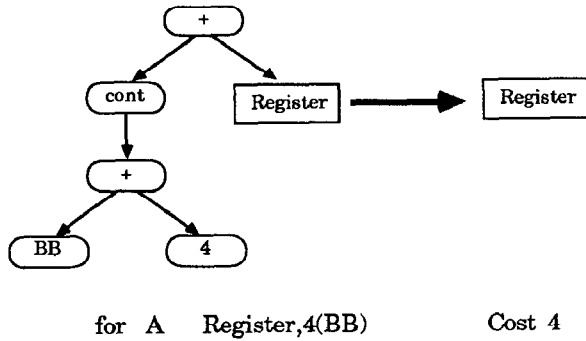 +
cont
Register
Register
+
BB
4
for A Register,4(BB) Cost 4